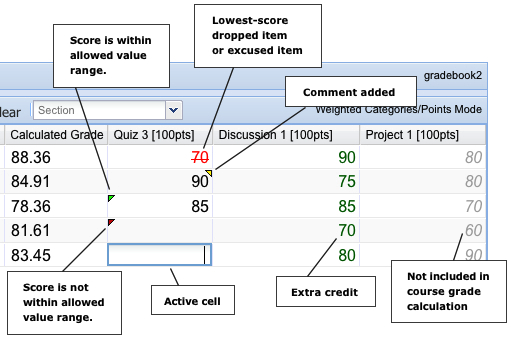 Lowest-score
dropped item
or excused item
Score is within
allowed value
range.
gradebook2
Comment added
lear Section Weighted Categories/Points Mode
Calculated Grade Quiz 3 [100pts] Discussion 1 [100pts] Project 1 [100pts]
88.36 70 90 80
84.91 90 75 80
78.36 85 85 70
81.61 70 60
83.45 80 90
Score is not
within allowed
value range.
Active cell
Extra credit
Not included in
course grade
calculation